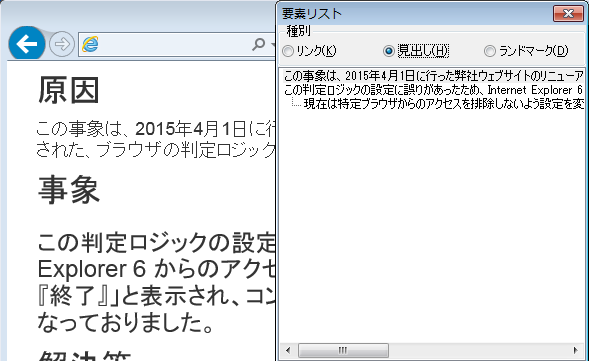 原因
この事象は、2015年4月1日に行
された、ブラウザの判定ロジック
事象
この判定ロジックの設定
Explorer 6 からのアクセ
『終了』」と表示され、コン
なっておりました。
解決策
要素リスト
種別
リンク(K)
見出し(H)
ランドマーク(D)
この事象は、2015年4月1日に行った弊社ウェブサイトのリニューア
この判定ロジックの設定に誤りがあったため、Internet Explorer 6
現在は特定ブラウザからのアクセスを排除しないよう設定を変